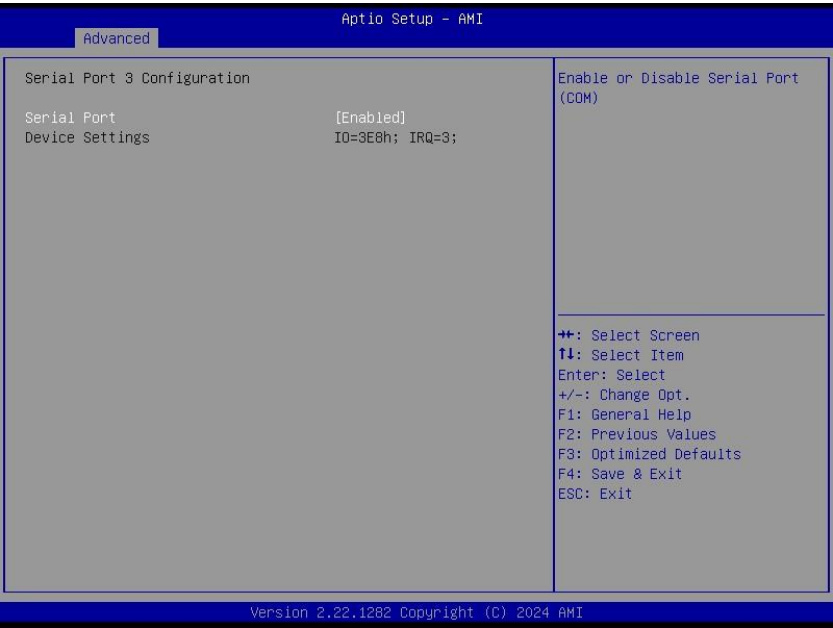 Aptio Setup – AMI
Advanced
Serial Port 3 Configuration
Serial Port [Enabled]
Device Settings IO=3E8h; IRQ=3;
Enable or Disable Serial Port
(COM)
→←: Select Screen
↑↓: Select Item
Enter: Select
+/-: Change Opt.
F1: General Help
F2: Previous Values
F3: Optimized Defaults
F4: Save & Exit
ESC: Exit
Version 2.22.1282 Copyright (C) 2024 AMI